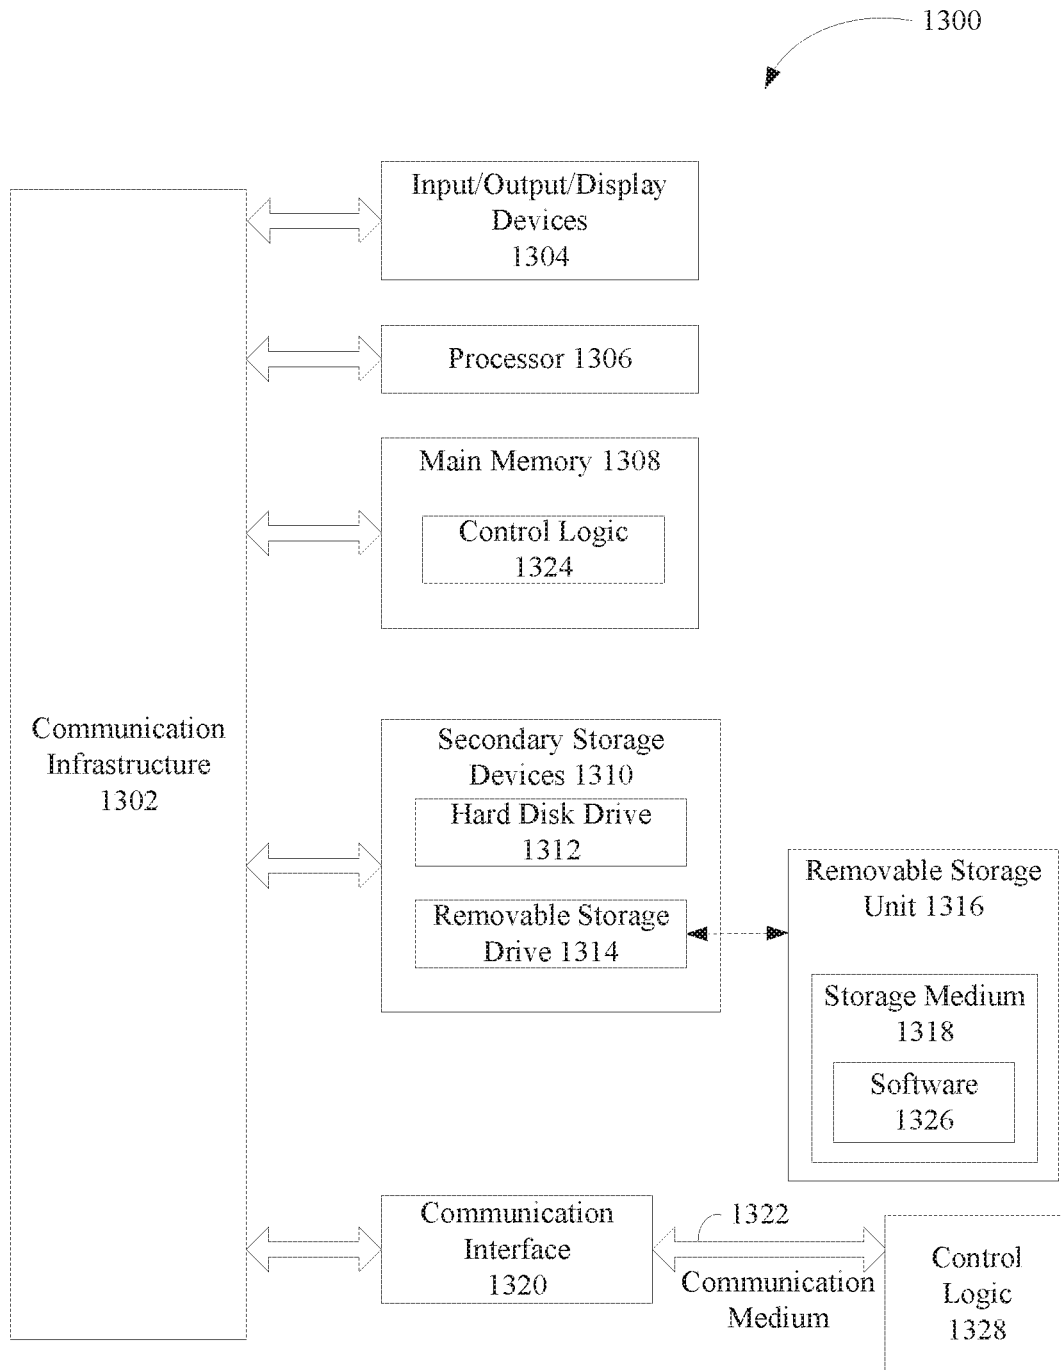 1300
Input/Output/Display
Devices
1304
Processor 1306
Main Memory 1308
Control Logic
1324
Communication
Infrastructure
1302
Secondary Storage
Devices 1310
Hard Disk Drive
1312
Removable Storage
Drive 1314
Removable Storage
Unit 1316
Storage Medium
1318
Software
1326
Communication
Interface
1320
1322
Communication
Medium
Control
Logic
1328